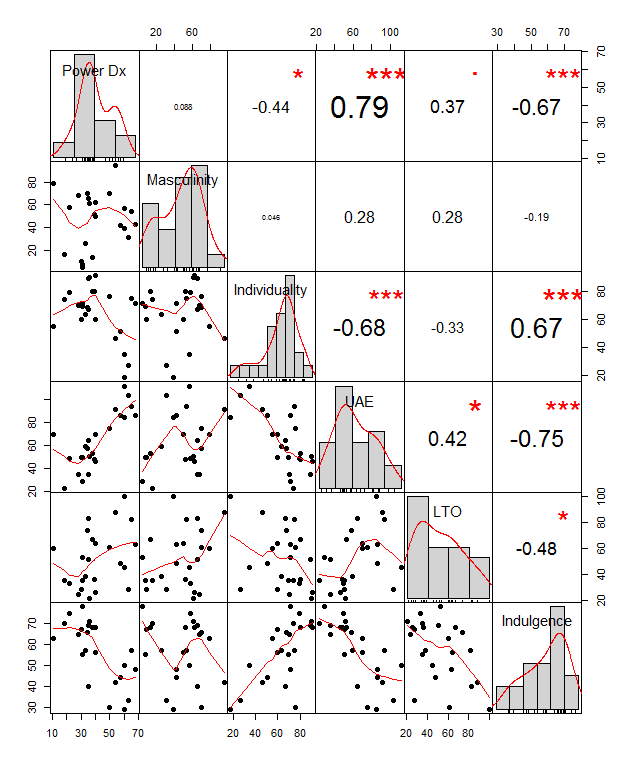 20 60
20 60 100
30 50 70
Power Dx
0.088
*
-0.44
***
0.79
.
0.37
***
-0.67
10 30 50 70
20 40 60 80
Masculinity
0.046
0.28
0.28
-0.19
Individuality
***
-0.68
-0.33
***
0.67
20 40 60 80
20 40 60 80
UAE
*
0.42
***
-0.75
LTO
*
-0.48
20 40 60 80 100
30 40 50 60 70
Indulgence
10 30 50 70
20 40 60 80
20 40 60 80